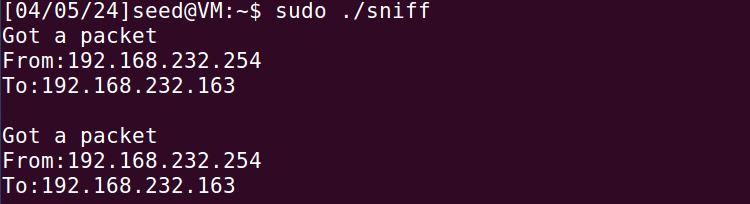 [04/05/24]seed@VM:~$ sudo ./sniff
Got a packet
From:192.168.232.254
To:192.168.232.163

Got a packet
From:192.168.232.254
To:192.168.232.163